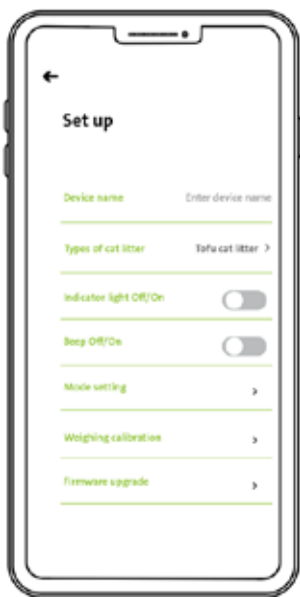 Set up
Device name Enter device name
Types of cat litter Tofu cat litter >
Indicator light Off/On
Beep Off/On
Mode setting >
Weighing calibration >
Firmware upgrade >